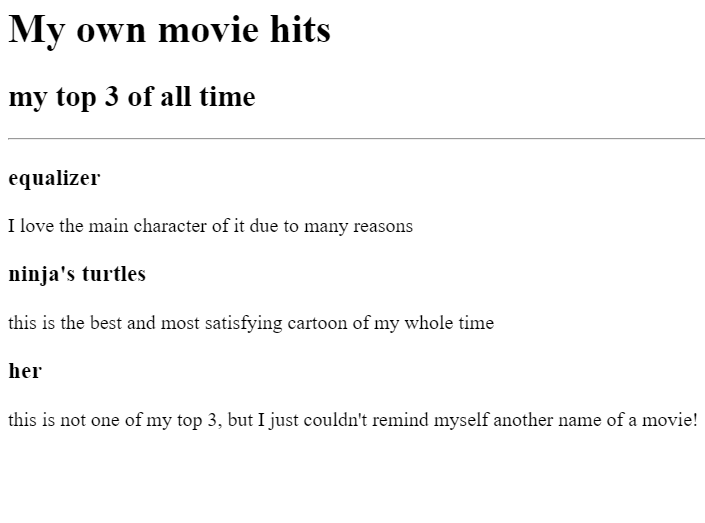 My own movie hits
my top 3 of all time
equalizer
I love the main character of it due to many reasons
ninja's turtles
this is the best and most satisfying cartoon of my whole time
her
this is not one of my top 3, but I just couldn't remind myself another name of a movie!